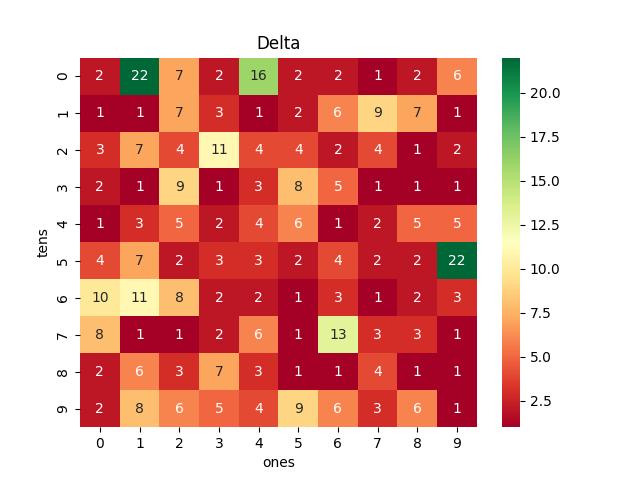 Delta
0 2 22 7 2 16 2 2 1 2 6
1 1 1 7 3 1 2 6 9 7 1
2 3 7 4 11 4 4 2 4 1 2
3 2 1 9 1 3 8 5 1 1 1
4 1 3 5 2 4 6 1 2 5 5
5 4 7 2 3 3 2 4 2 2 22
6 10 11 8 2 2 1 3 1 2 3
7 8 1 1 2 6 1 13 3 3 1
8 2 6 3 7 3 1 1 4 1 1
9 2 8 6 5 4 9 6 3 6 1
0 1 2 3 4 5 6 7 8 9
ones
tens
20.0
17.5
15.0
12.5
10.0
7.5
5.0
2.5